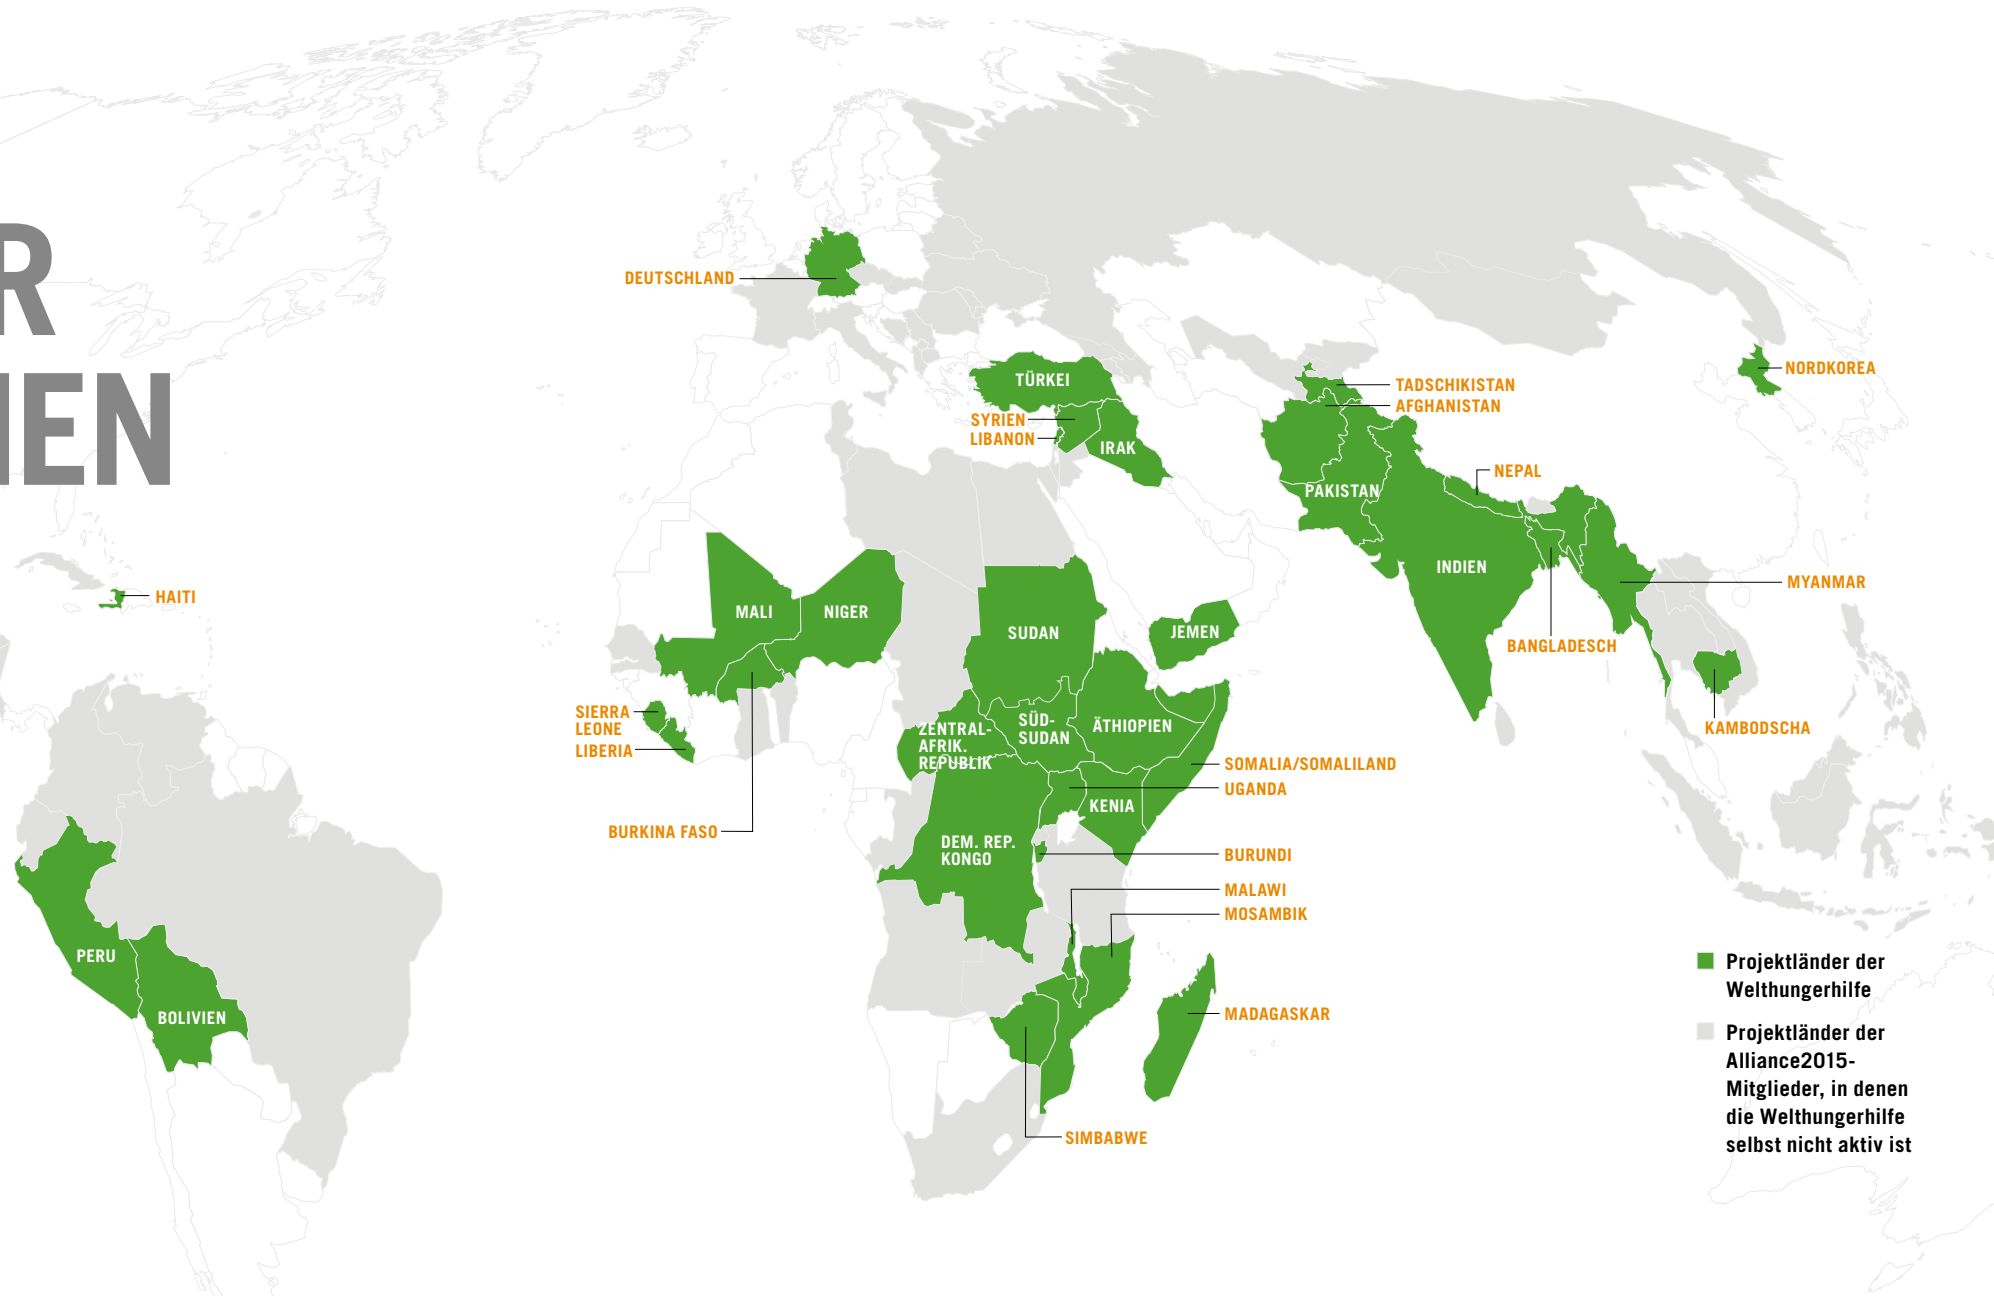 R
IEN
DEUTSCHLAND
TÜRKEI
SYRIEN
LIBANON
IRAK
TADSCHIKISTAN
AFGHANISTAN
NORDKOREA
NEPAL
PAKISTAN
INDIEN
MYANMAR
BANGLADESCH
KAMBODSCHA
HAITI
MALI
NIGER
SUDAN
JEMEN
SIERRA
LEONE
LIBERIA
BURKINA FASO
ZENTRAL-
AFRIK.
REPUBLIK
SÜD-
SUDAN
ÄTHIOPIEN
SOMALIA/SOMALILAND
UGANDA
KENIA
DEM. REP.
KONGO
BURUNDI
MALAWI
MOSAMBIK
MADAGASKAR
SIMBABWE
PERU
BOLIVIEN
Projektländer der
Welthungerhilfe
Projektländer der
Alliance2015-
Mitglieder, in denen
die Welthungerhilfe
selbst nicht aktiv ist